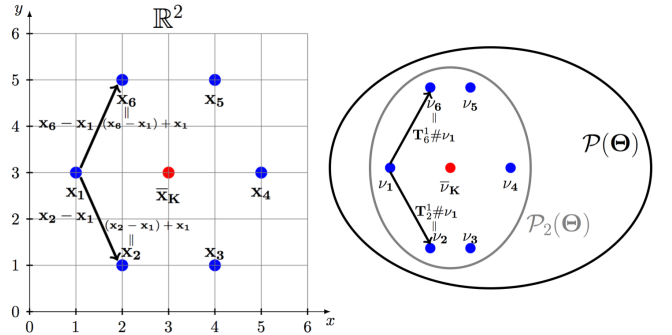 y
ℝ²
6
5
4
3
2
1
0
0 1 2 3 4 5 6
x
x₆
x₅
=
x₆ − x₁
(x₆ − x₁) + x₁
x₁
x̄_K
x₄
x₂ − x₁
(x₂ − x₁) + x₁
=
x₂
x₃
ν₆
ν₅
=
T₆¹#ν₁
𝒫(Θ)
ν₁
ν̄_K
ν₄
T₂¹#ν₁
=
𝒫₂(Θ)
ν₂
ν₃